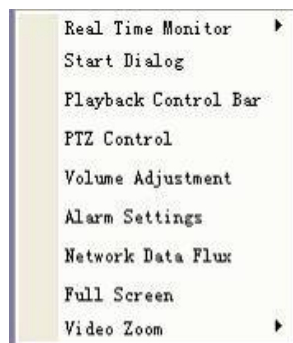 Real Time Monitor
Start Dialog
Playback Control Bar
PTZ Control
Volume Adjustment
Alarm Settings
Network Data Flux
Full Screen
Video Zoom